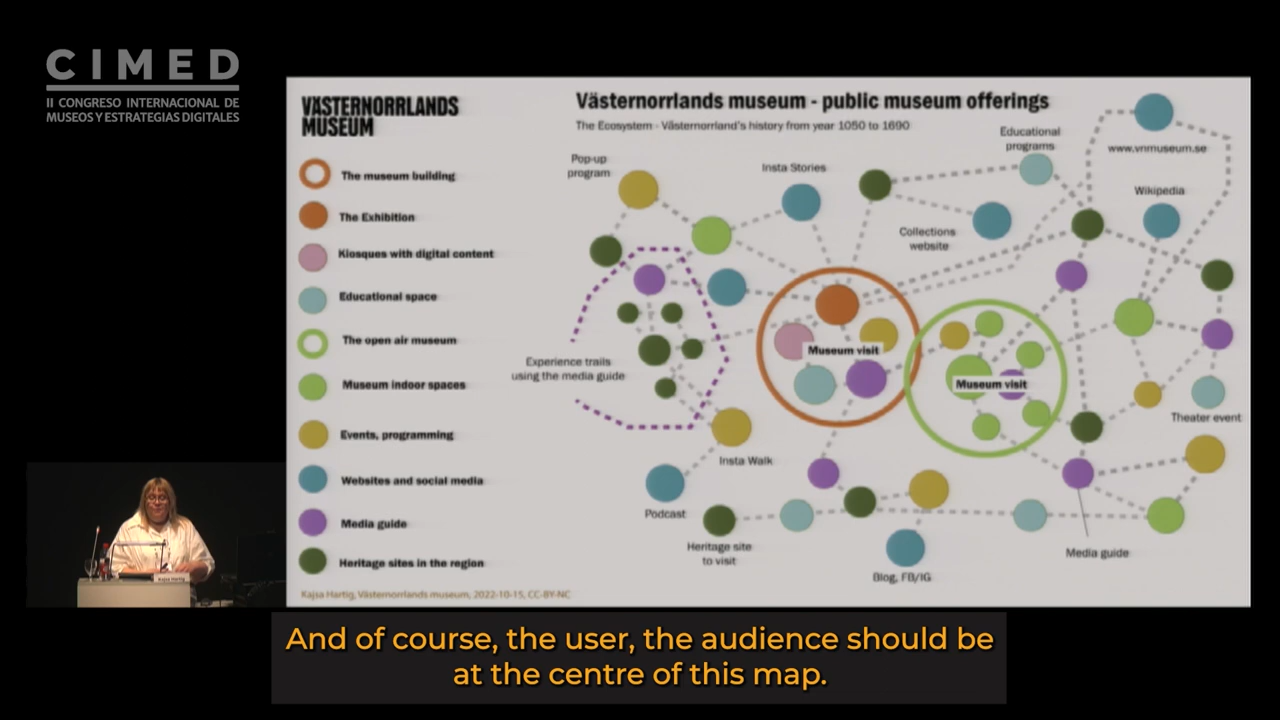 CIMED
II CONGRESO INTERNACIONAL DE
MUSEOS Y ESTRATEGIAS DIGITALES
VÄSTERNORRLANDS
MUSEUM
Västernorrlands museum - public museum offerings
The Ecosystem - Västernorrland's history from year 1050 to 1690
The museum building
The Exhibition
Kiosques with digital content
Educational space
The open air museum
Museum indoor spaces
Events, programming
Websites and social media
Media guide
Heritage sites in the region
Pop-up
program
Insta Stories
Educational
programs
www.vnmuseum.se
Wikipedia
Collections
website
Museum visit
Museum visit
Experience trails
using the media guide
Theater event
Insta Walk
Podcast
Heritage site
to visit
Blog, FB/IG
Media guide
Kajsa Hartig, Västernorrlands museum, 2022-10-15, CC-BY-NC
Kajsa Hartig
And of course, the user, the audience should be
at the centre of this map.